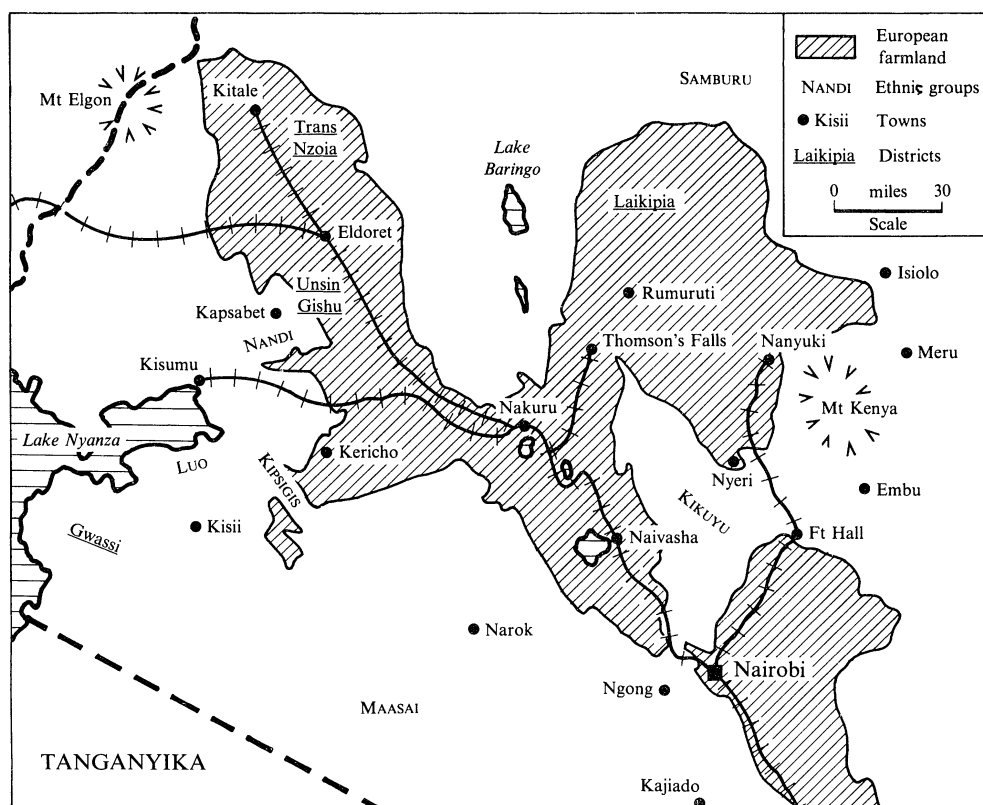 European
farmland
NANDI Ethnic groups
Kisii Towns
Laikipia Districts
0 miles 30
Scale
SAMBURU
Mt Elgon
Kitale
Trans
Nzoia
Lake
Baringo
Laikipia
Eldoret
Isiolo
Unsin
Gishu
Rumuruti
Kapsabet
NANDI
Thomson's Falls
Nanyuki
Meru
Kisumu
Mt Kenya
Nakuru
Lake Nyanza
Kericho
LUO
KIPSIGIS
Nyeri
Embu
KIKUYU
Kisii
Gwassi
Naivasha
Ft Hall
Narok
Nairobi
Ngong
MAASAI
TANGANYIKA
Kajiado